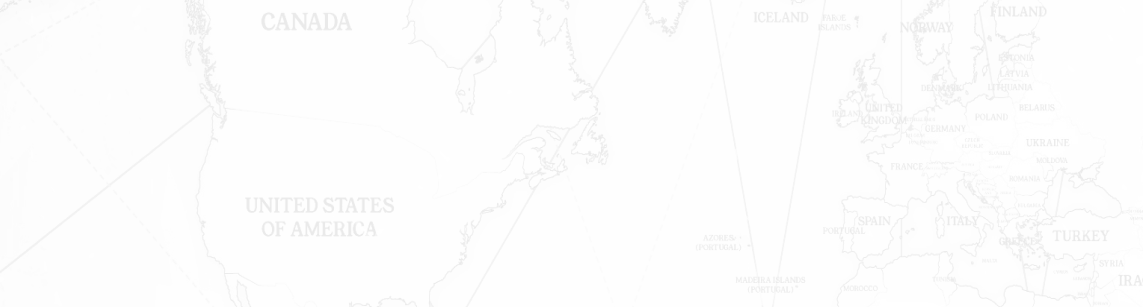 CANADA
ICELAND
FAROE
ISLANDS
NORWAY
FINLAND
ESTONIA
LATVIA
LITHUANIA
DENMARK
IRELAND
UNITED
KINGDOM
BELARUS
POLAND
GERMANY
UKRAINE
MOLDOVA
FRANCE
ROMANIA
UNITED STATES
OF AMERICA
SPAIN
PORTUGAL
ITALY
GREECE
TURKEY
AZORES
(PORTUGAL)
SYRIA
IRA
MADEIRA ISLANDS
(PORTUGAL)
MOROCCO